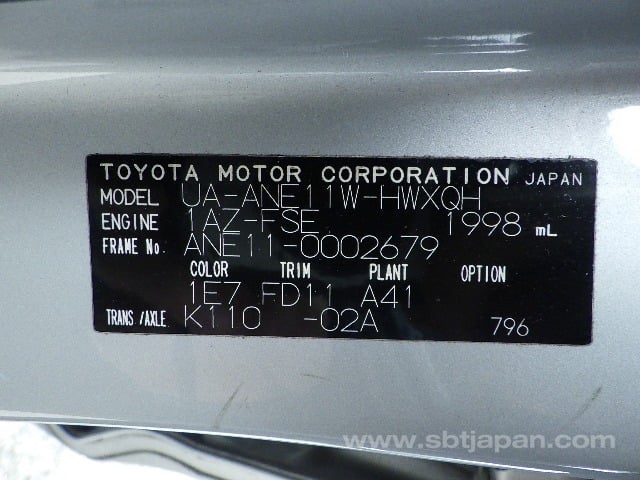 TOYOTA MOTOR CORPORATION JAPAN
MODEL UA-ANE11W-HWXQH
ENGINE 1AZ-FSE 1998 mL
FRAME No. ANE11-0002679
COLOR TRIM PLANT OPTION
1E7 FD11 A41
TRANS/AXLE K110 -02A 796
www.sbtjapan.com